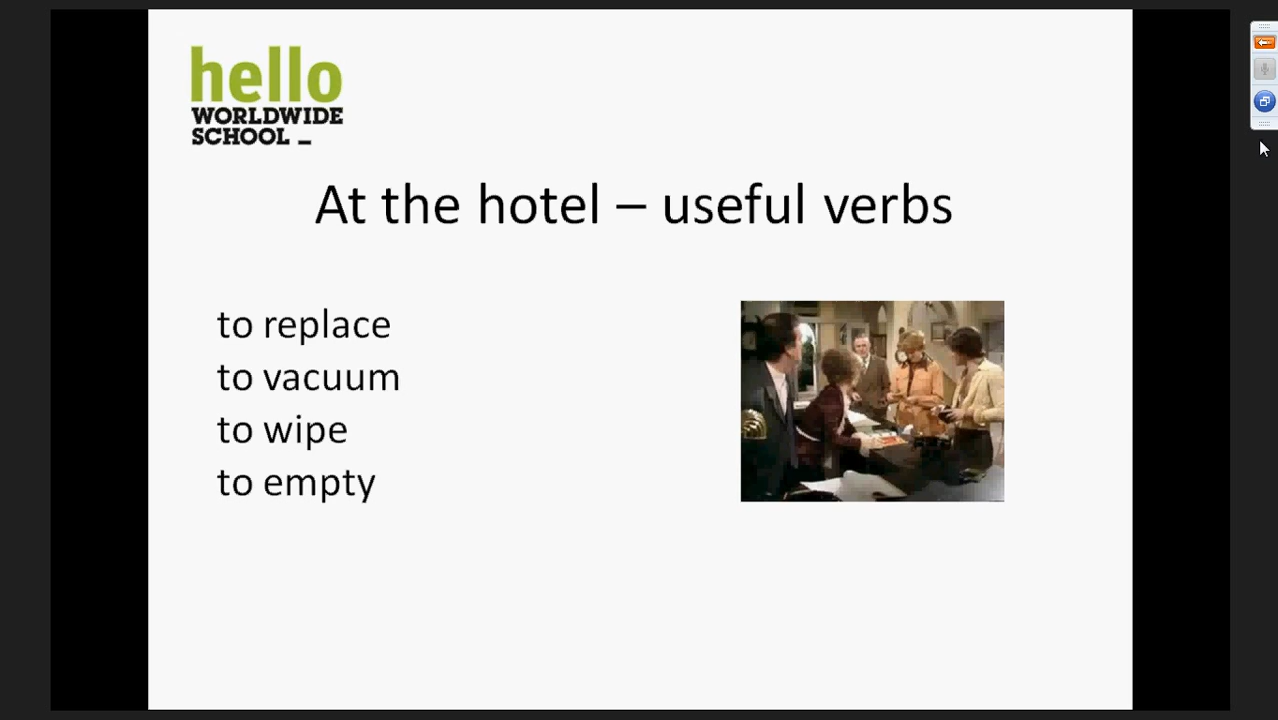 hello
WORLDWIDE
SCHOOL _
At the hotel – useful verbs
to replace
to vacuum
to wipe
to empty